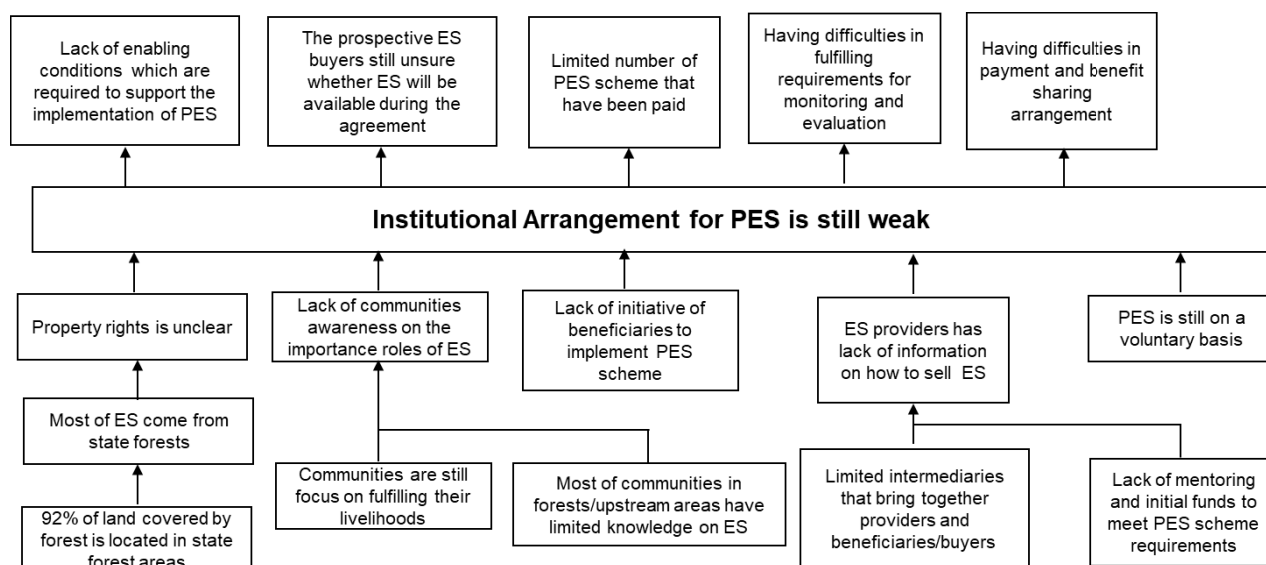 Lack of enabling
conditions which are
required to support the
implementation of PES
The prospective ES
buyers still unsure
whether ES will be
available during the
agreement
Limited number of
PES scheme that
have been paid
Having difficulties in
fulfilling
requirements for
monitoring and
evaluation
Having difficulties in
payment and benefit
sharing
arrangement
Institutional Arrangement for PES is still weak
Property rights is unclear
Lack of communities
awareness on the
importance roles of ES
Lack of initiative of
beneficiaries to
implement PES
scheme
ES providers has
lack of information
on how to sell ES
PES is still on a
voluntary basis
Most of ES come from
state forests
Communities are still
focus on fulfilling their
livelihoods
Most of communities in
forests/upstream areas have
limited knowledge on ES
Limited intermediaries
that bring together
providers and
beneficiaries/buyers
Lack of mentoring
and initial funds to
meet PES scheme
requirements
92% of land covered by
forest is located in state
forest areas